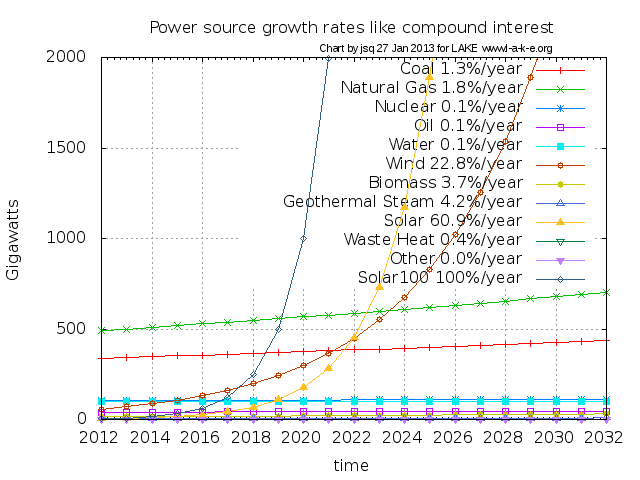 Power source growth rates like compound interest
Chart by jsq 27 Jan 2013 for LAKE www.l-a-k-e.org
2000
1500
1000
500
0
Gigawatts
Coal 1.3%/year
Natural Gas 1.8%/year
Nuclear 0.1%/year
Oil 0.1%/year
Water 0.1%/year
Wind 22.8%/year
Biomass 3.7%/year
Geothermal Steam 4.2%/year
Solar 60.9%/year
Waste Heat 0.4%/year
Other 0.0%/year
Solar100 100%/year
2012 2014 2016 2018 2020 2022 2024 2026 2028 2030 2032
time